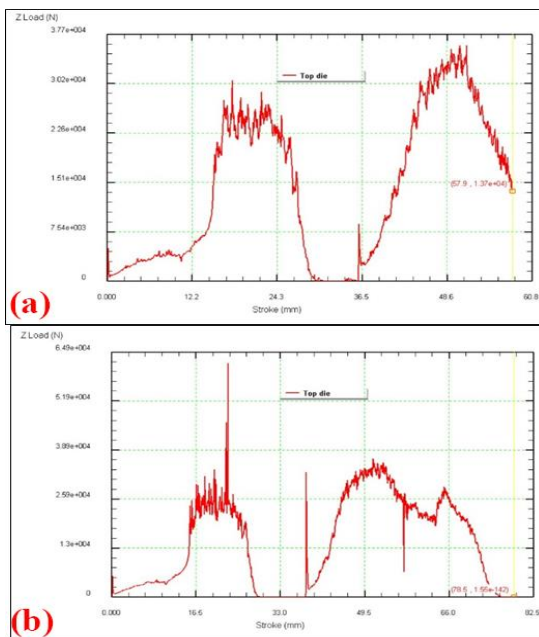 Z Load (N)
3.77e+004
Top die
3.02e+004
2.26e+004
1.51e+004
(57.9 , 1.37e+04)
7.54e+003
0
0.000 12.2 24.3 36.5 48.6 60.8
Stroke (mm)
(a)
Z Load (N)
6.49e+004
Top die
5.19e+004
3.89e+004
2.59e+004
1.3e+004
0
0.000 16.5 33.0 49.5 66.0 82.5
Stroke (mm)
(b)